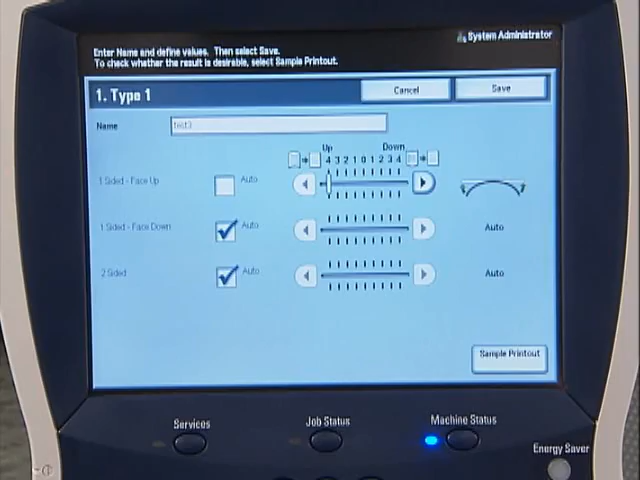 System Administrator
Enter Name and define values. Then select Save.
To check whether the result is desirable, select Sample Printout.
1. Type 1
Cancel
Save
Name
test3
Up
Down
4 3 2 1 0 1 2 3 4
1 Sided - Face Up
Auto
1 Sided - Face Down
Auto
Auto
2 Sided
Auto
Auto
Sample Printout
Services
Job Status
Machine Status
Energy Saver